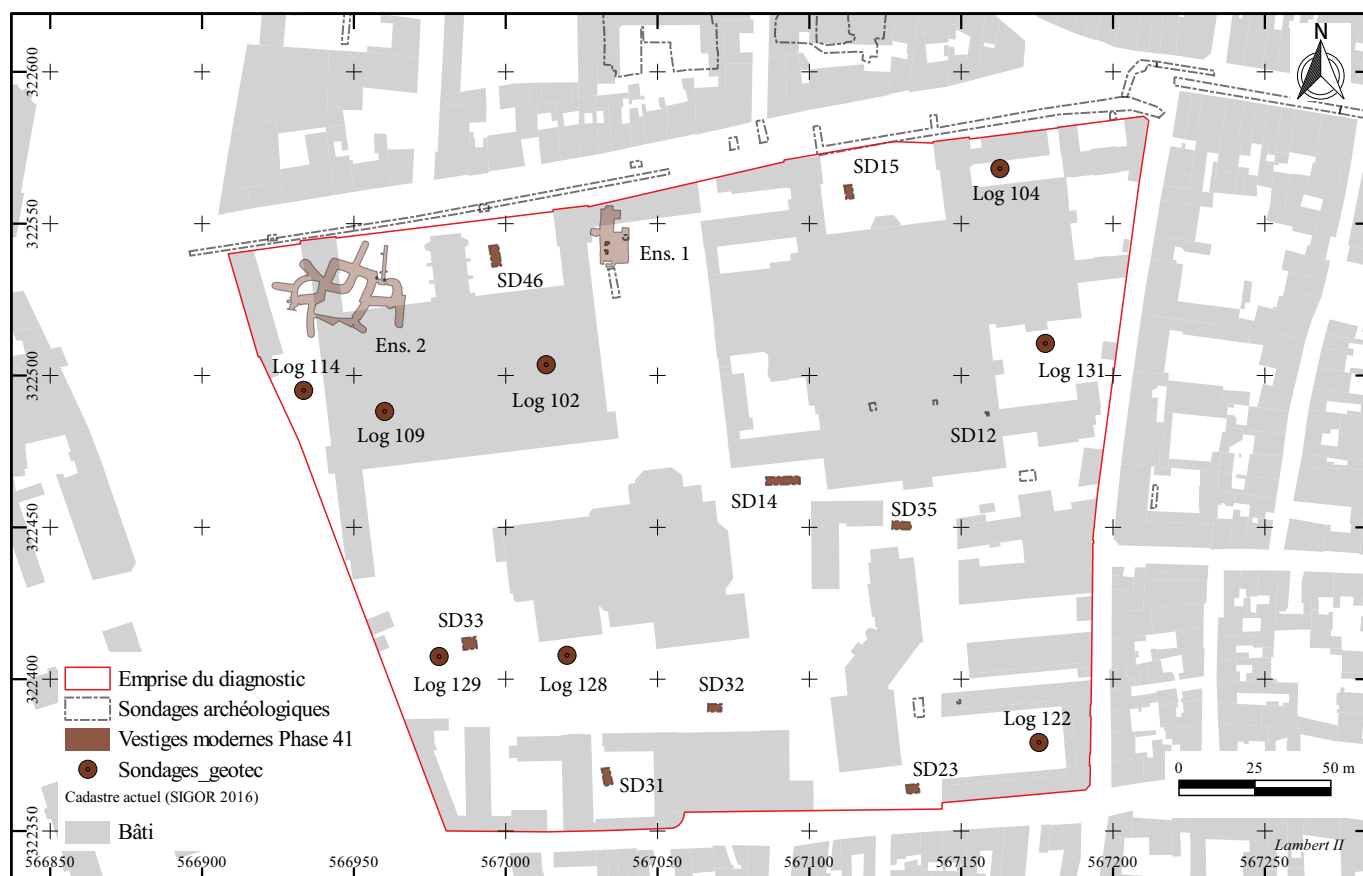 N
322600
322550
322500
322450
322400
322350
SD15
Log 104
Ens. 1
SD46
Ens. 2
Log 114
Log 102
Log 131
Log 109
SD12
SD14
SD35
SD33
Log 129
Log 128
SD32
Log 122
SD31
SD23
Emprise du diagnostic
Sondages archéologiques
Vestiges modernes Phase 41
Sondages_geotec
Cadastre actuel (SIGOR 2016)
Bâti
0 25 50 m
Lambert II
566850 566900 566950 567000 567050 567100 567150 567200 567250